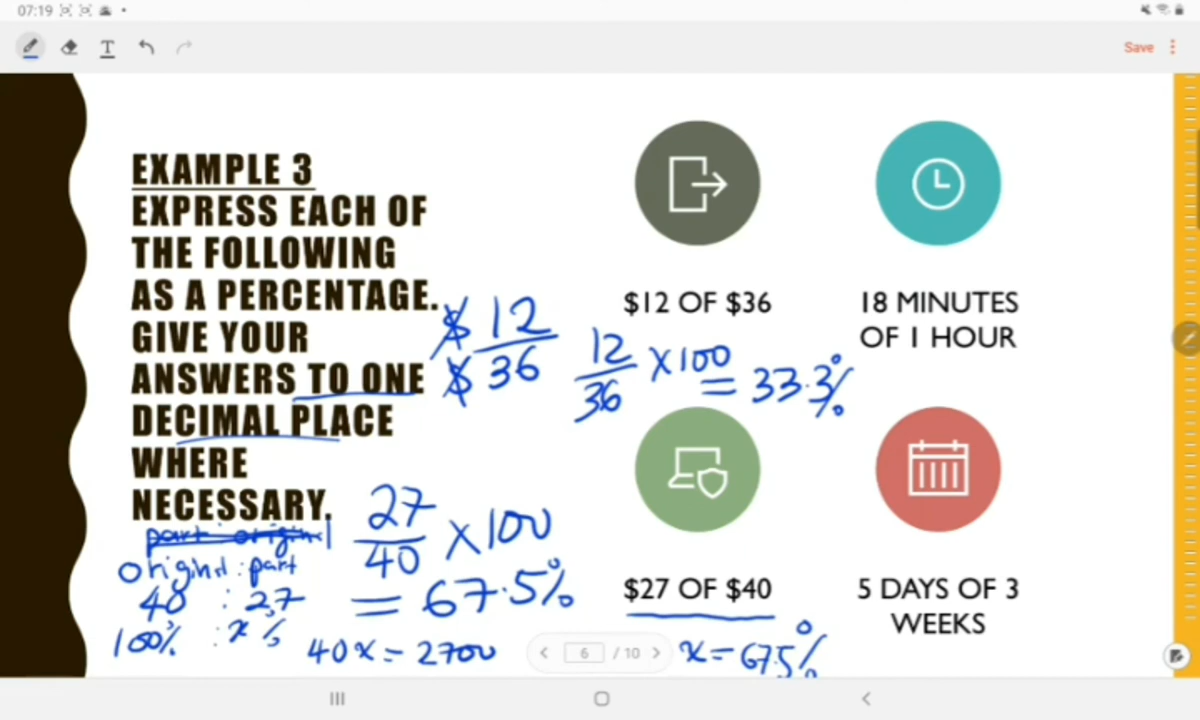 07:19
Save
EXAMPLE 3
EXPRESS EACH OF
THE FOLLOWING
AS A PERCENTAGE.
GIVE YOUR
ANSWERS TO ONE
DECIMAL PLACE
WHERE
NECESSARY.
$12 OF $36
18 MINUTES
OF 1 HOUR
$12
$36
12
36
×100
= 33.3%
$27 OF $40
5 DAYS OF 3
WEEKS
part : original
original : part
40 : 27
100% : x%
27
40
×100
= 67.5%
40x = 2700
x = 67.5%
6 / 10